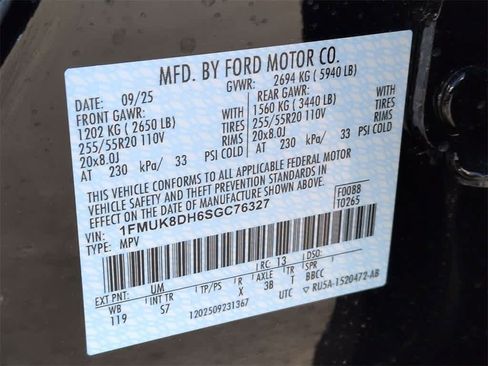 MFD. BY FORD MOTOR CO.
DATE: 09/25 GVWR: 2694 KG ( 5940 LB)
FRONT GAWR: REAR GAWR:
1202 KG ( 2650 LB) 1560 KG ( 3440 LB)
255/55R20 110V TIRES 255/55R20 110V TIRES
20x8.0J RIMS 20x8.0J RIMS
AT 230 kPa/ 33 PSI COLD AT 230 kPa/ 33 PSI COLD
THIS VEHICLE CONFORMS TO ALL APPLICABLE FEDERAL MOTOR
VEHICLE SAFETY AND THEFT PREVENTION STANDARDS IN
EFFECT ON THE DATE OF MANUFACTURE SHOWN ABOVE.
VIN: 1FMUK8DH6SGC76327 F0088
TYPE: MPV T0265
EXT PNT: UM RC: T3 DSO:
WB INT TR TP/PS R AXLE TR SPR
119 S7 X 3B T BBCC
1202509231367 UTC ▽ RU5A-1520472-AB